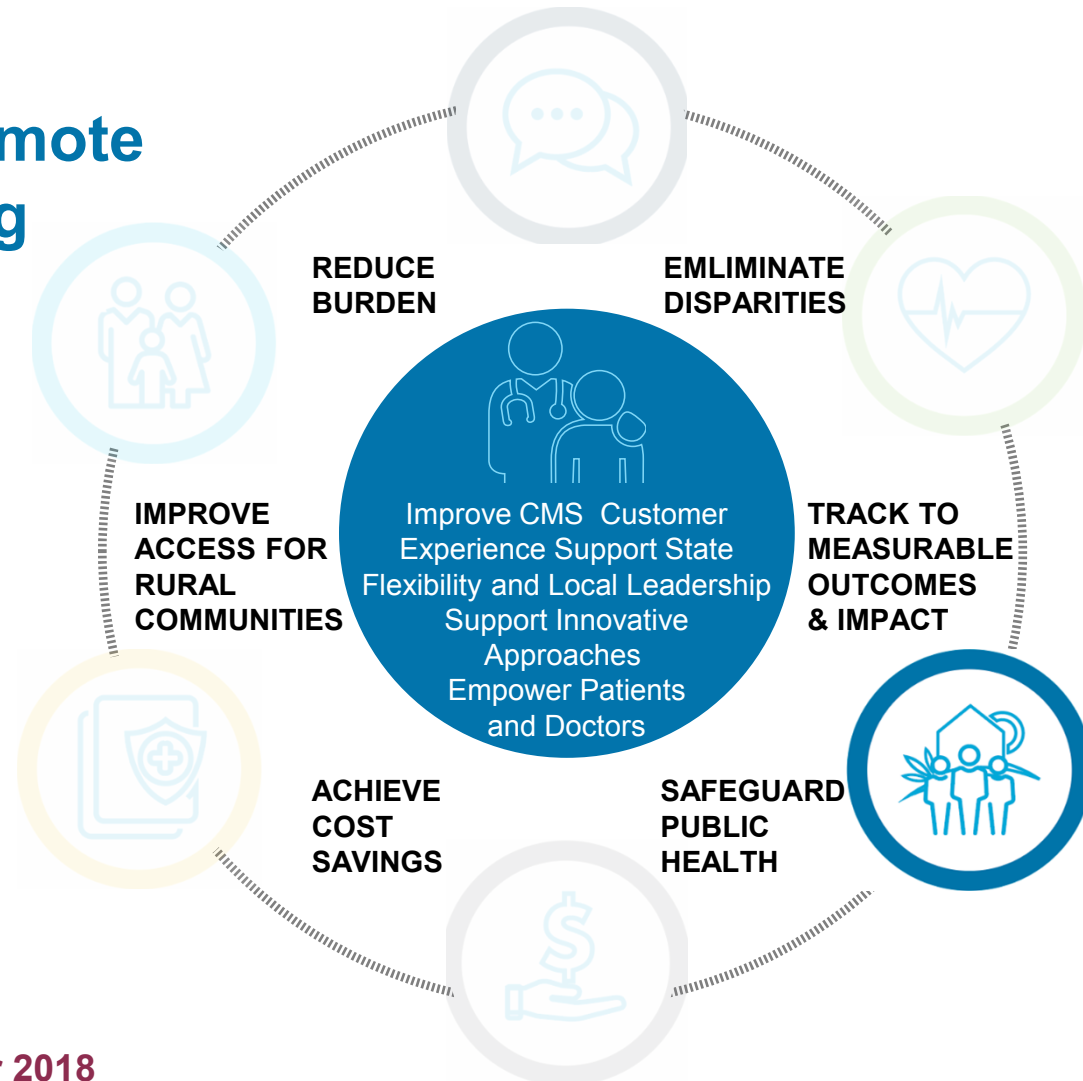 mote
g
REDUCE
BURDEN
EMLIMINATE
DISPARITIES
IMPROVE
ACCESS FOR
RURAL
COMMUNITIES
Improve CMS Customer
Experience Support State
Flexibility and Local Leadership
Support Innovative
Approaches
Empower Patients
and Doctors
TRACK TO
MEASURABLE
OUTCOMES
& IMPACT
ACHIEVE
COST
SAVINGS
SAFEGUARD
PUBLIC
HEALTH
r 2018